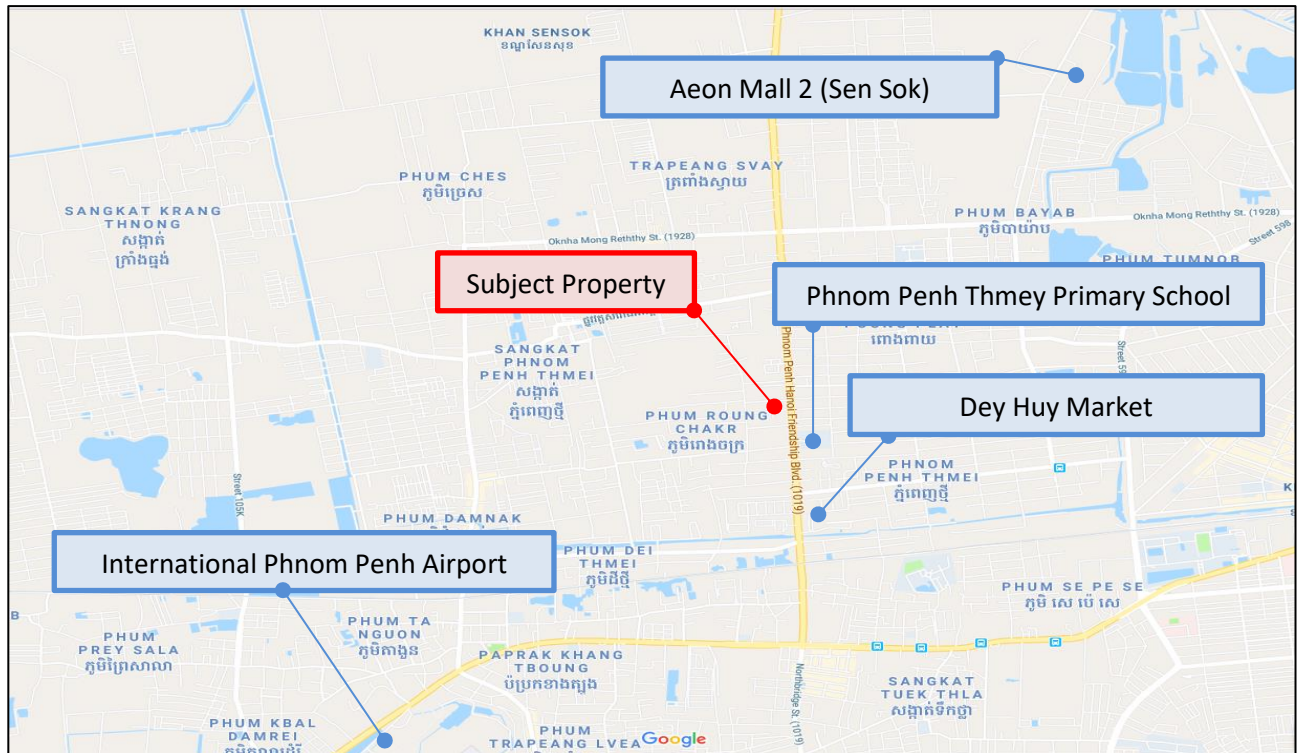 KHAN SENSOK
ខណ្ឌសែនសុខ
Aeon Mall 2 (Sen Sok)
TRAPEANG SVAY
ត្រពាំងស្វាយ
PHUM CHES
ភូមិច្រេស
SANGKAT KRANG
THNONG
សង្កាត់
ក្រាំងធ្នង់
PHUM BAYAB
ភូមិបាយ៉ាប
Oknha Mong Reththy St. (1928)
Oknha Mong Reththy St. (1928)
Street 598
PHUM TUMNOB
Subject Property
Phnom Penh Thmey Primary School
ពោងពាយ
Phnom Penh Hanoi Friendship Blvd. (1019)
SANGKAT
PHNOM
PENH THMEI
សង្កាត់
ភ្នំពេញថ្មី
Dey Huy Market
PHUM ROUNG
CHAKR
ភូមិរោងចក្រ
PHNOM
PENH THMEI
ភ្នំពេញថ្មី
Street 105K
PHUM DAMNAK
International Phnom Penh Airport
PHUM DEI
THMEI
ភូមិដីថ្មី
PHUM SE PE SE
ភូមិ សេ ប៉េ សេ
PHUM TA
NGUON
ភូមិតាងួន
PHUM
PREY SALA
ភូមិព្រៃសាលា
PAPRAK KHANG
TBOUNG
ប៉ប្រកខាងត្បូង
Northbridge St. (1019)
SANGKAT
TUEK THLA
សង្កាត់ទឹកថ្លា
PHUM KBAL
DAMREI
PHUM
TRAPEANG LVEA
Google